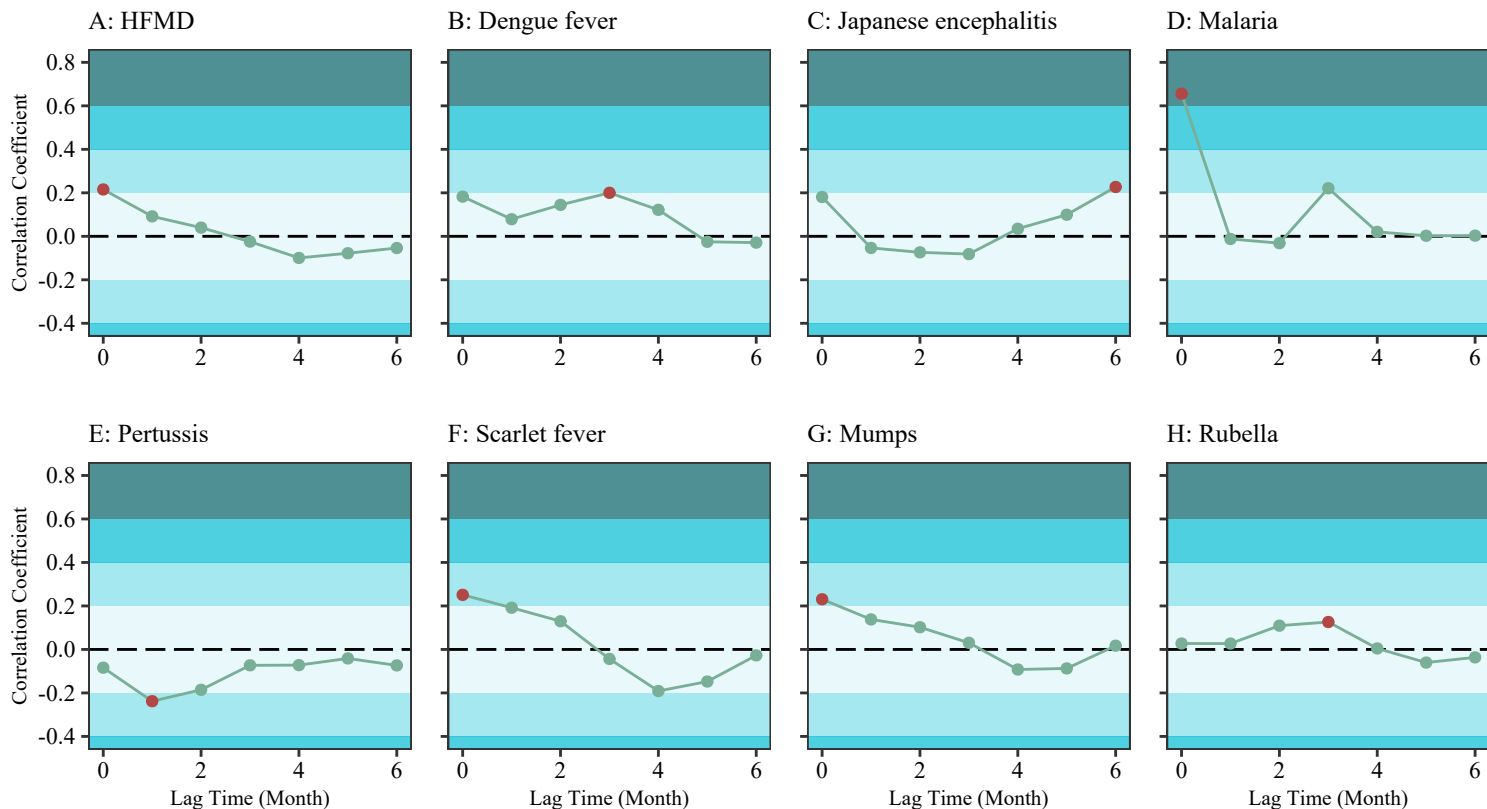 A: HFMD
B: Dengue fever
C: Japanese encephalitis
D: Malaria
Correlation Coefficient
0.8
0.6
0.4
0.2
0.0
-0.2
-0.4
0 2 4 6
0 2 4 6
0 2 4 6
0 2 4 6
E: Pertussis
F: Scarlet fever
G: Mumps
H: Rubella
Correlation Coefficient
0.8
0.6
0.4
0.2
0.0
-0.2
-0.4
0 2 4 6
0 2 4 6
0 2 4 6
0 2 4 6
Lag Time (Month)
Lag Time (Month)
Lag Time (Month)
Lag Time (Month)